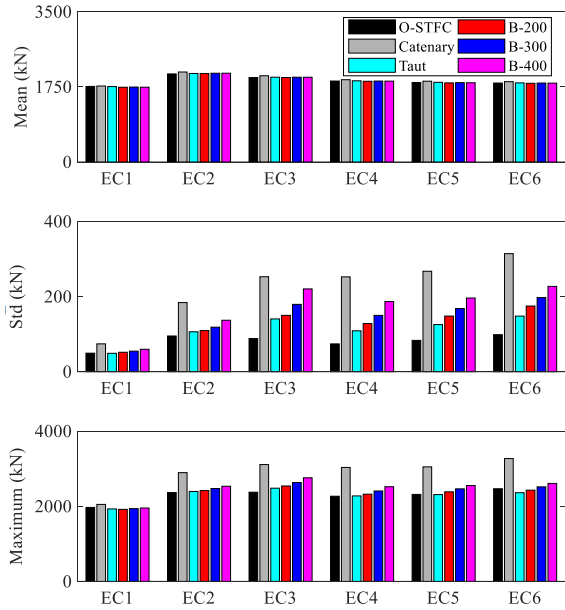 3500
1750
0
Mean (kN)
O-STFC
Catenary
Taut
B-200
B-300
B-400
EC1 EC2 EC3 EC4 EC5 EC6
400
200
0
Std (kN)
EC1 EC2 EC3 EC4 EC5 EC6
4000
2000
0
Maximum (kN)
EC1 EC2 EC3 EC4 EC5 EC6